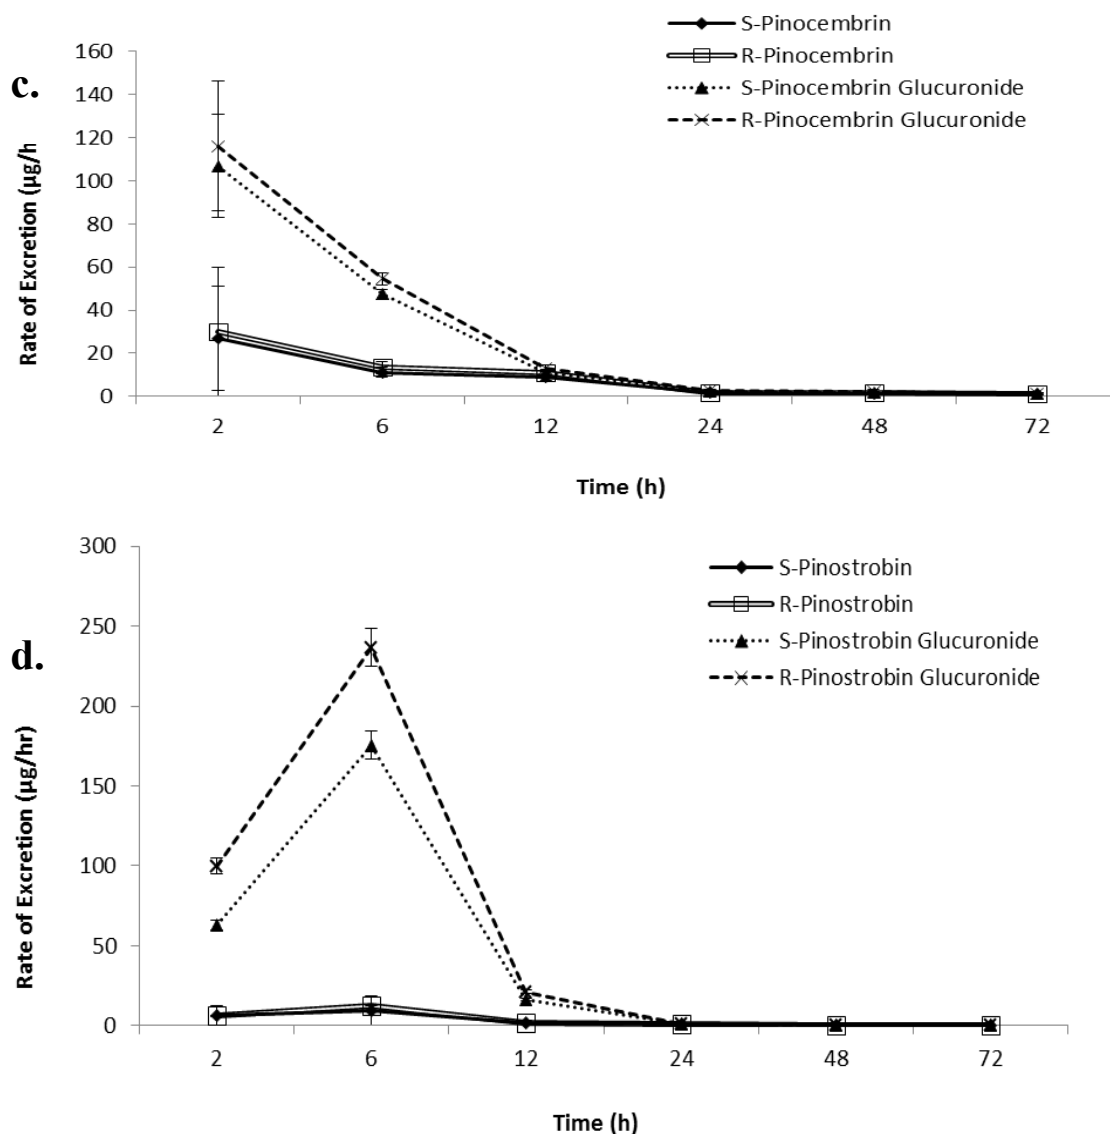 c.
S-Pinocembrin
R-Pinocembrin
S-Pinocembrin Glucuronide
R-Pinocembrin Glucuronide
Rate of Excretion (µg/h
160
140
120
100
80
60
40
20
0
2 6 12 24 48 72
Time (h)
d.
S-Pinostrobin
R-Pinostrobin
S-Pinostrobin Glucuronide
R-Pinostrobin Glucuronide
Rate of Excretion (µg/hr)
300
250
200
150
100
50
0
2 6 12 24 48 72
Time (h)